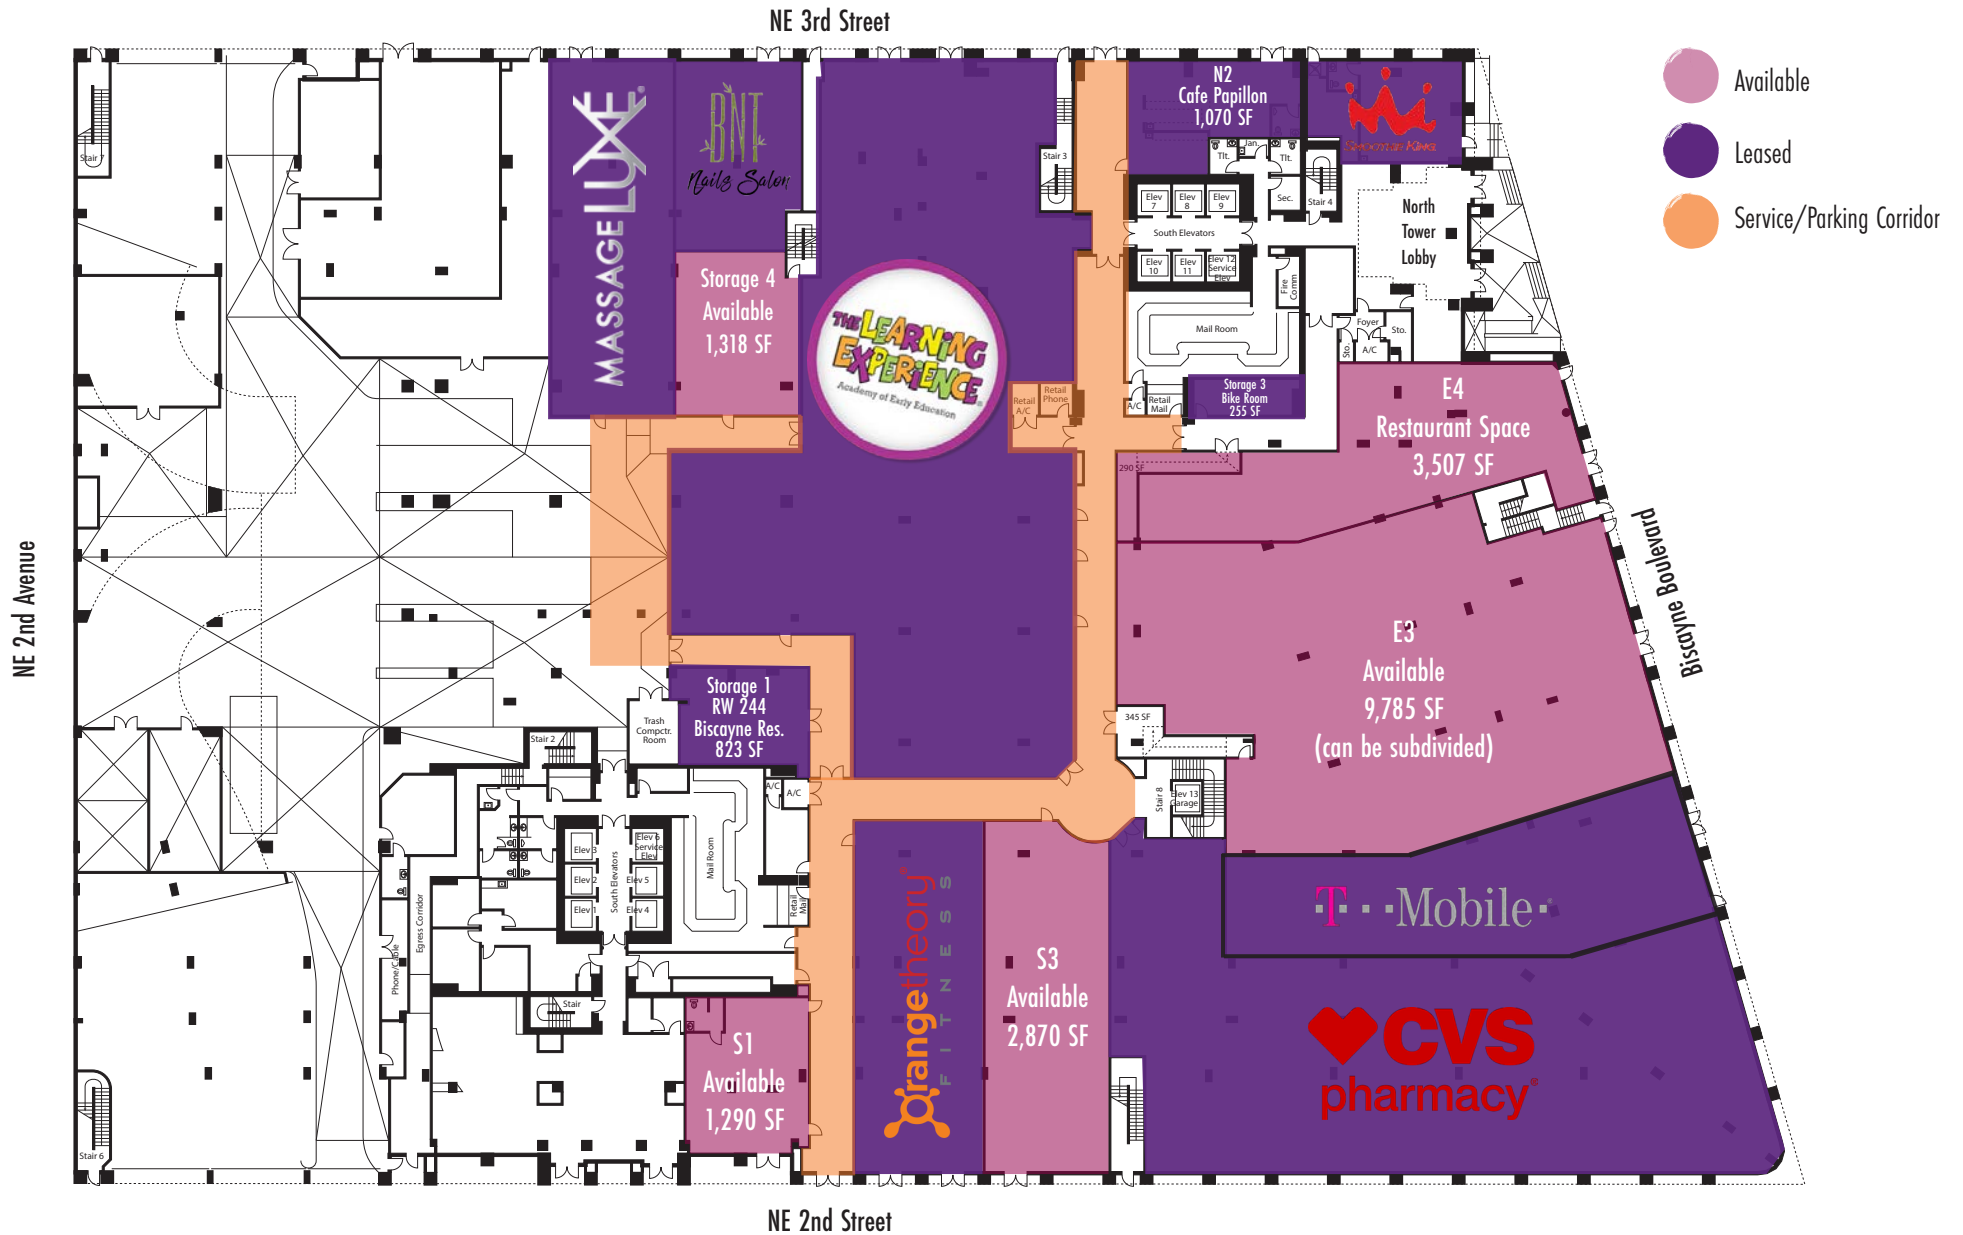 NE 3rd Street
Available
Leased
Service/Parking Corridor
NE 2nd Avenue
Biscayne Boulevard
NE 2nd Street
Stair 7
MASSAGE LUXE
BNT
Nails Salon
Storage 4
Available
1,318 SF
THE LEARNING
EXPERIENCE
Academy of Early Education
Stair 3
N2
Cafe Papillon
1,070 SF
Tlt.
Jan.
Tlt.
Sec.
Stair 4
Elev
7
Elev
8
Elev
9
South Elevators
Elev
10
Elev
11
Elev 12
Service
Elev
Fire
Comm
North
Tower
Lobby
Mail Room
Foyer
Sto.
Sto.
A/C
A/C
Retail
Mail
Retail
A/C
Retail
Phone
Storage 3
Bike Room
255 SF
E4
Restaurant Space
3,507 SF
290 SF
E3
Available
9,785 SF
(can be subdivided)
345 SF
Stair 8
Elev 13
Garage
Storage 1
RW 244
Biscayne Res.
823 SF
Trash
Compctr.
Room
Stair 2
A/C
A/C
Elev 3
Elev 2
Elev 1
South Elevators
Elev 6
Service
Elev
Elev 5
Elev 4
Mail Room
Retail
Mail
Egress Corridor
Phone/Cable
Stair
Stair 6
S1
Available
1,290 SF
orangetheory
FITNESS
S3
Available
2,870 SF
T Mobile
CVS
pharmacy